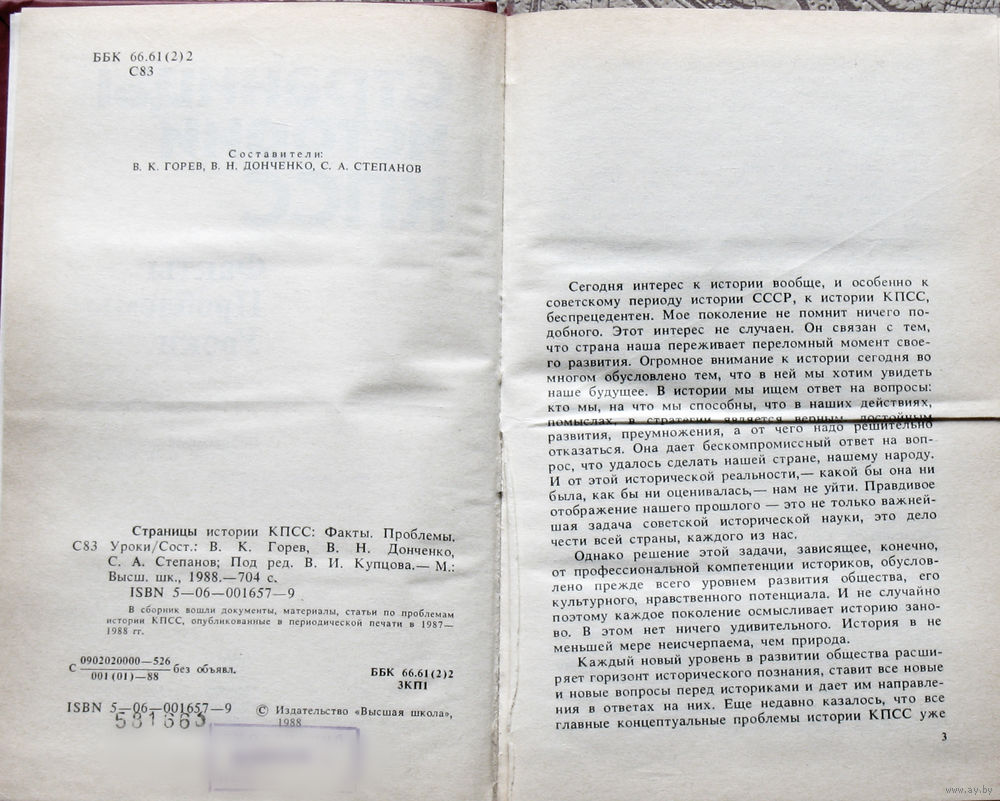 ББК 66.61(2)2
С83
Составители:
В. К. ГОРЕВ, В. Н. ДОНЧЕНКО, С. А. СТЕПАНОВ
Страницы истории КПСС: Факты. Проблемы.
С83 Уроки/Сост.: В. К. Горев, В. Н. Донченко,
С. А. Степанов; Под ред. В. И. Купцова.— М.:
Высш. шк., 1988.—704 с.
ISBN 5—06—001657—9
В сборник вошли документы, материалы, статьи по проблемам
истории КПСС, опубликованные в периодической печати в 1987—
1988 гг.
С 0902020000—526 без объявл.
001(01)—88
ББК 66.61(2)2
3КП1
ISBN 5—06—001657—9
581663
© Издательство «Высшая школа»,
1988
Сегодня интерес к истории вообще, и особенно к
советскому периоду истории СССР, к истории КПСС,
беспрецедентен. Мое поколение не помнит ничего по-
добного. Этот интерес не случаен. Он связан с тем,
что страна наша переживает переломный момент свое-
го развития. Огромное внимание к истории сегодня во
многом обусловлено тем, что в ней мы хотим увидеть
наше будущее. В истории мы ищем ответ на вопросы:
кто мы, на что мы способны, что в наших действиях,
помыслах, в стратегии является верным, достойным
развития, преумножения, а от чего надо решительно
отказаться. Она дает бескомпромиссный ответ на воп-
рос, что удалось сделать нашей стране, нашему народу.
И от этой исторической реальности,— какой бы она ни
была, как бы ни оценивалась,— нам не уйти. Правдивое
отображение нашего прошлого — это не только важней-
шая задача советской исторической науки, это дело
чести всей страны, каждого из нас.
Однако решение этой задачи, зависящее, конечно,
от профессиональной компетенции историков, обуслов-
лено прежде всего уровнем развития общества, его
культурного, нравственного потенциала. И не случайно
поэтому каждое поколение осмысливает историю зано-
во. В этом нет ничего удивительного. История в не
меньшей мере неисчерпаема, чем природа.
Каждый новый уровень в развитии общества расши-
ряет горизонт исторического познания, ставит все новые
и новые вопросы перед историками и дает им направле-
ния в ответах на них. Еще недавно казалось, что все
главные концептуальные проблемы истории КПСС уже
3
www.ay.by